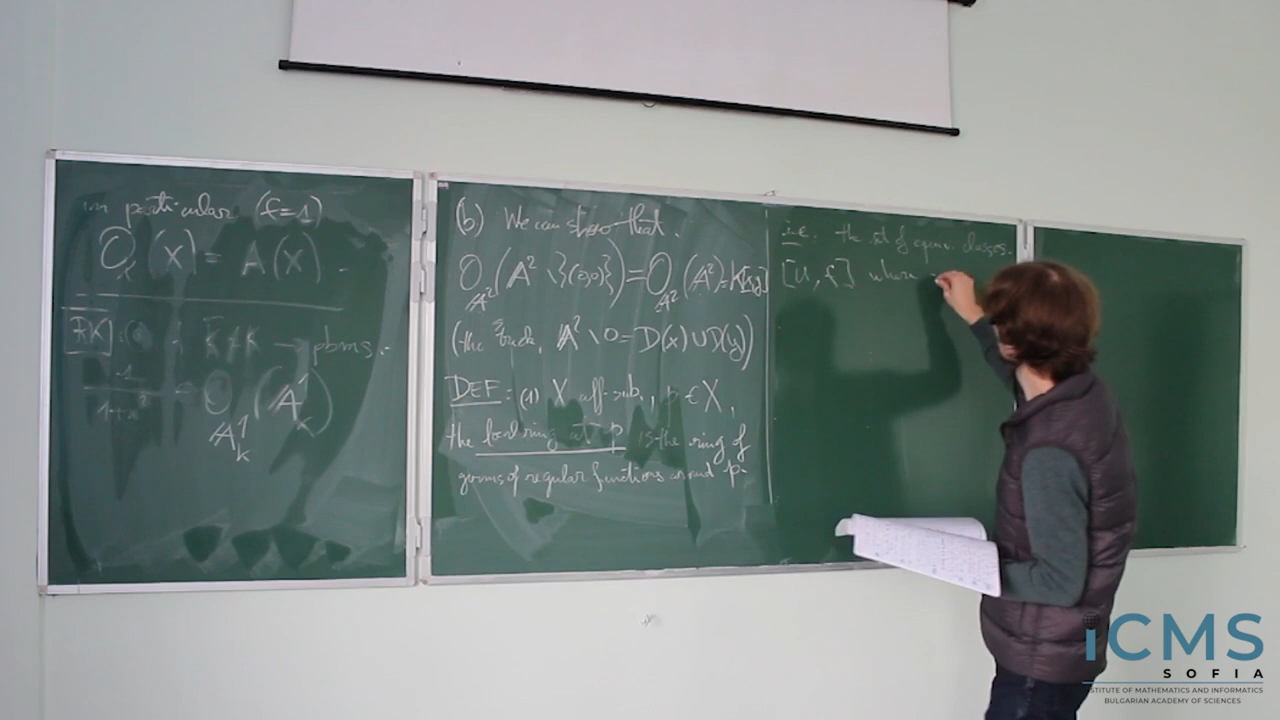 in particular (f=1)
O_X(X) = A(X).
RK: K̄≠K → pbms.
1/(1+x²) O_{A¹_k}(A¹_k)
(b) We can show that.
O_{A²}(A² \ {(0,0)}) = O_{A²}(A²) = K[x,y]
(the trick, A² \ 0 = D(x) ∪ D(y))
DEF: (1) X aff. sub., p ∈ X,
the local ring at p is the ring of
germs of regular functions around p.
i.e. the set of equiv. classes.
[U, f] where
iCMS
SOFIA
STITUTE OF MATHEMATICS AND INFORMATICS
BULGARIAN ACADEMY OF SCIENCES